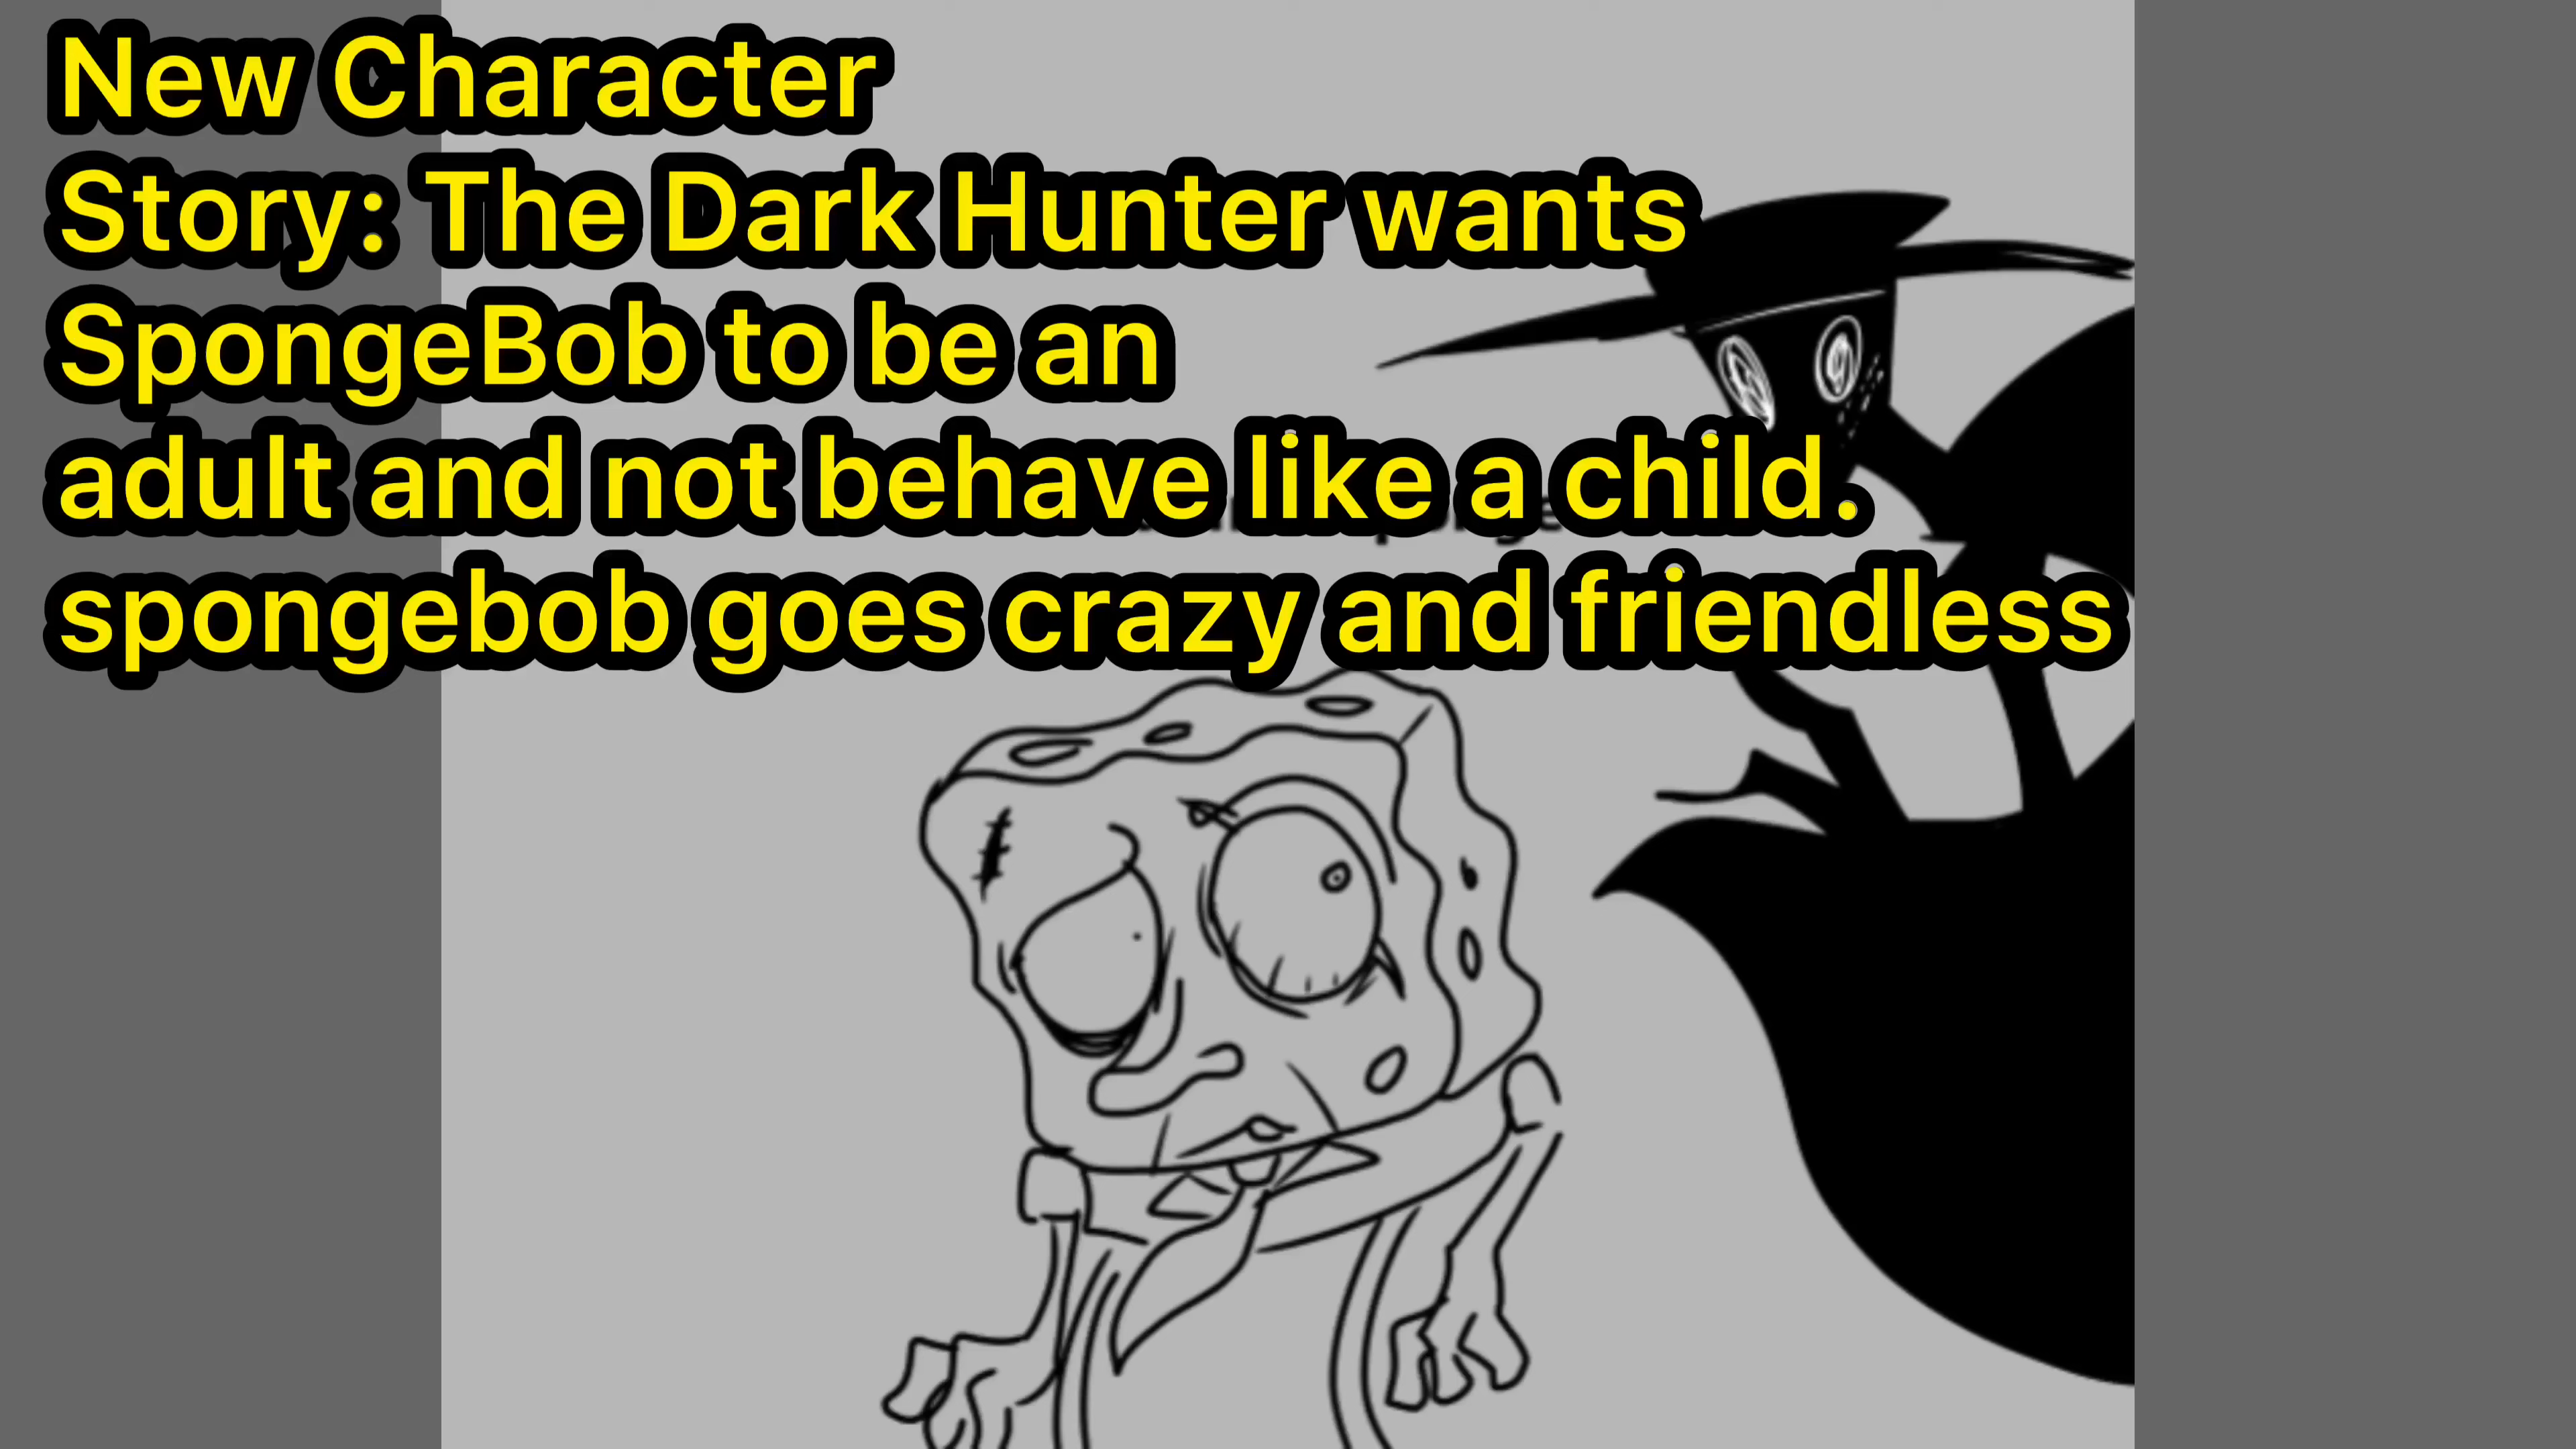 New Character
Story: The Dark Hunter wants
SpongeBob to be an
adult and not behave like a child.
spongebob goes crazy and friendless